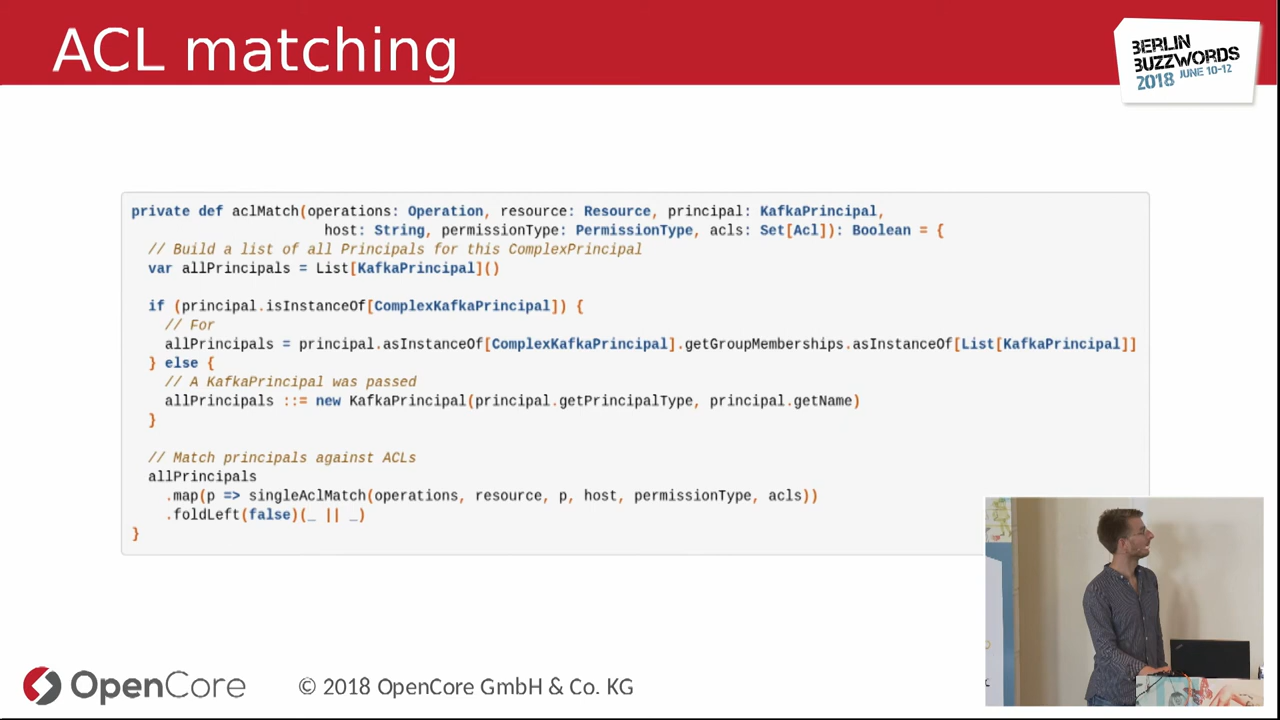 ACL matching
BERLIN
BUZZWORDS
2018 JUNE 10-12
private def aclMatch(operations: Operation, resource: Resource, principal: KafkaPrincipal,
host: String, permissionType: PermissionType, acls: Set[Acl]): Boolean = {
// Build a list of all Principals for this ComplexPrincipal
var allPrincipals = List[KafkaPrincipal]()
if (principal.isInstanceOf[ComplexKafkaPrincipal]) {
// For
allPrincipals = principal.asInstanceOf[ComplexKafkaPrincipal].getGroupMemberships.asInstanceOf[List[KafkaPrincipal]]
} else {
// A KafkaPrincipal was passed
allPrincipals ::= new KafkaPrincipal(principal.getPrincipalType, principal.getName)
}
// Match principals against ACLs
allPrincipals
.map(p => singleAclMatch(operations, resource, p, host, permissionType, acls))
.foldLeft(false)(_ || _)
}
OpenCore
© 2018 OpenCore GmbH & Co. KG